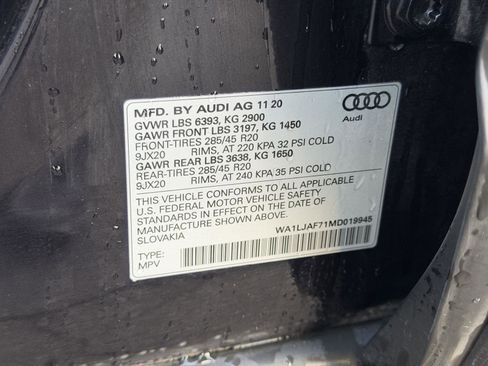 MFD. BY AUDI AG 11 20
GVWR LBS 6393, KG 2900
GAWR FRONT LBS 3197, KG 1450
FRONT-TIRES 285/45 R20
9JX20 RIMS, AT 220 KPA 32 PSI COLD
GAWR REAR LBS 3638, KG 1650
REAR-TIRES 285/45 R20
9JX20 RIMS, AT 240 KPA 35 PSI COLD
Audi
THIS VEHICLE CONFORMS TO ALL APPLICABLE
U.S. FEDERAL MOTOR VEHICLE SAFETY
STANDARDS IN EFFECT ON THE DATE OF
MANUFACTURE SHOWN ABOVE.
SLOVAKIA
WA1LJAF71MD019945
TYPE:
MPV